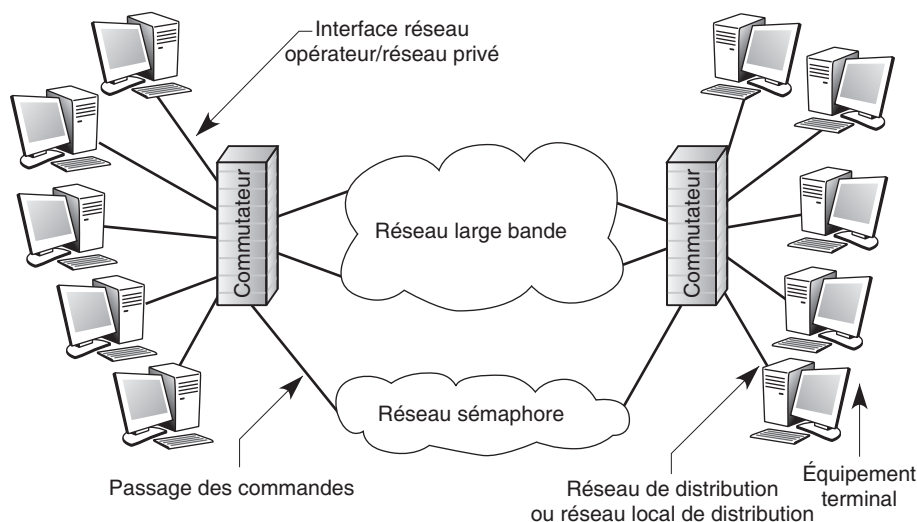 Interface réseau
opérateur/réseau privé
Commutateur
Réseau large bande
Commutateur
Réseau sémaphore
Passage des commandes
Réseau de distribution
ou réseau local de distribution
Équipement
terminal